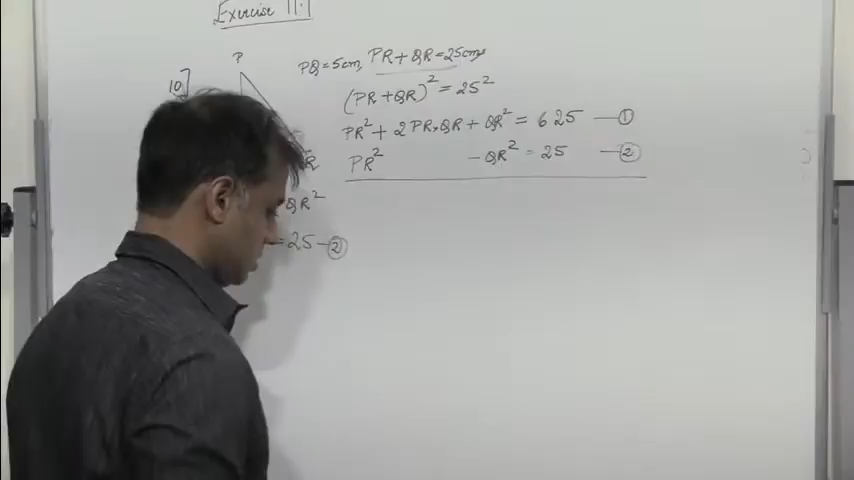 Exercise 11.1
10]
P
PQ = 5cm, PR + QR = 25cms
(PR + QR)² = 25²
PR² + 2PR×QR + QR² = 625 — ①
PR² - QR² = 25 — ②
R
QR²
= 25 — ②